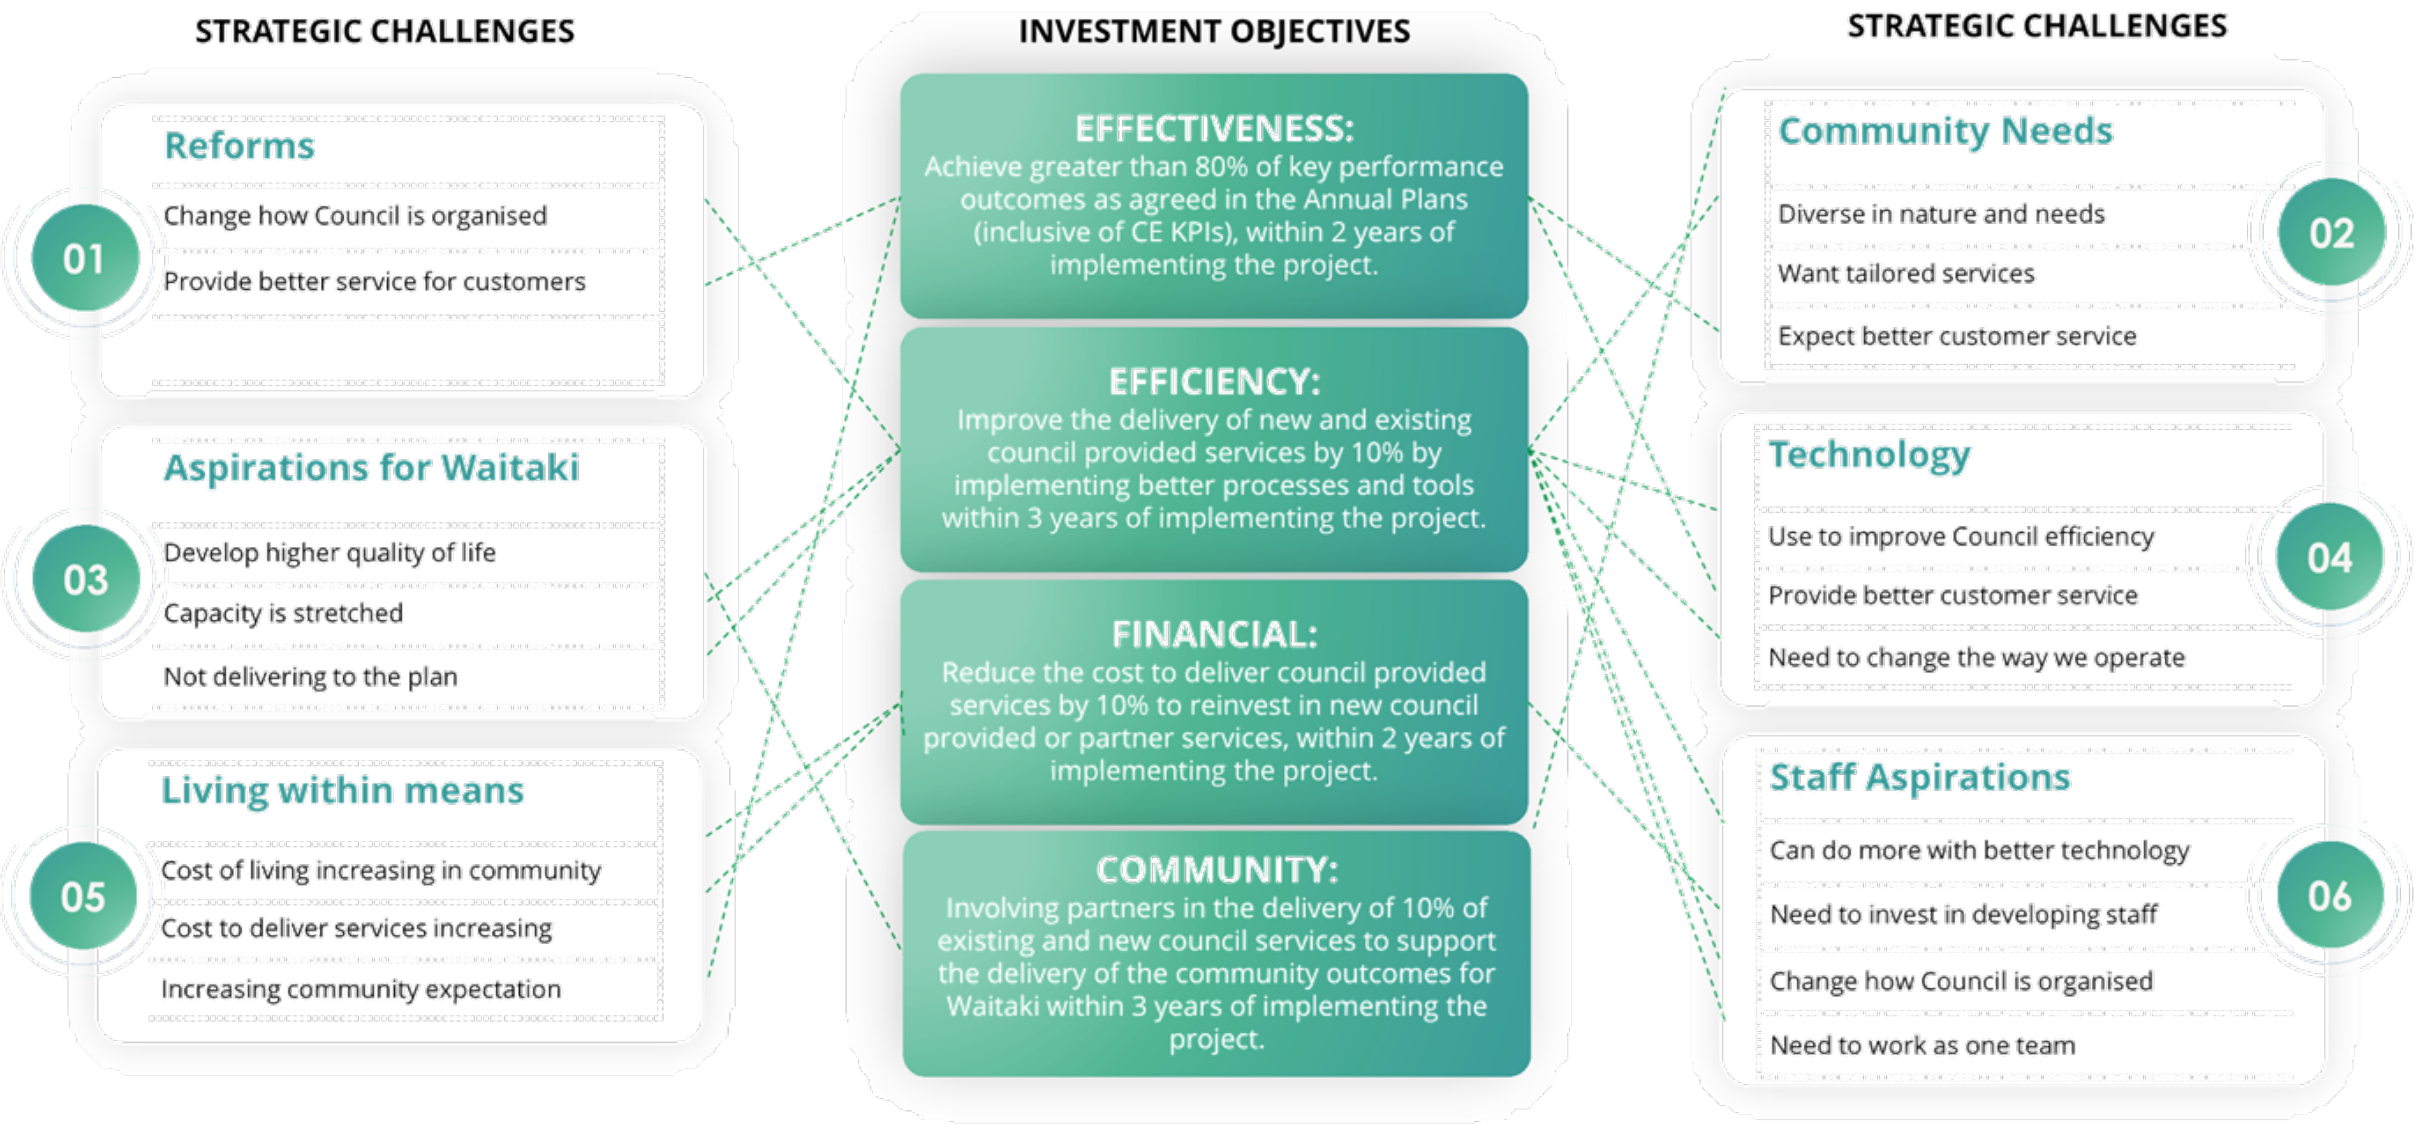 STRATEGIC CHALLENGES
Reforms
Change how Council is organised
Provide better service for customers
01
Aspirations for Waitaki
Develop higher quality of life
Capacity is stretched
Not delivering to the plan
03
Living within means
Cost of living increasing in community
Cost to deliver services increasing
Increasing community expectation
05
INVESTMENT OBJECTIVES
EFFECTIVENESS:
Achieve greater than 80% of key performance
outcomes as agreed in the Annual Plans
(inclusive of CE KPIs), within 2 years of
implementing the project.
EFFICIENCY:
Improve the delivery of new and existing
council provided services by 10% by
implementing better processes and tools
within 3 years of implementing the project.
FINANCIAL:
Reduce the cost to deliver council provided
services by 10% to reinvest in new council
provided or partner services, within 2 years of
implementing the project.
COMMUNITY:
Involving partners in the delivery of 10% of
existing and new council services to support
the delivery of the community outcomes for
Waitaki within 3 years of implementing the
project.
STRATEGIC CHALLENGES
Community Needs
Diverse in nature and needs
Want tailored services
Expect better customer service
02
Technology
Use to improve Council efficiency
Provide better customer service
Need to change the way we operate
04
Staff Aspirations
Can do more with better technology
Need to invest in developing staff
Change how Council is organised
Need to work as one team
06